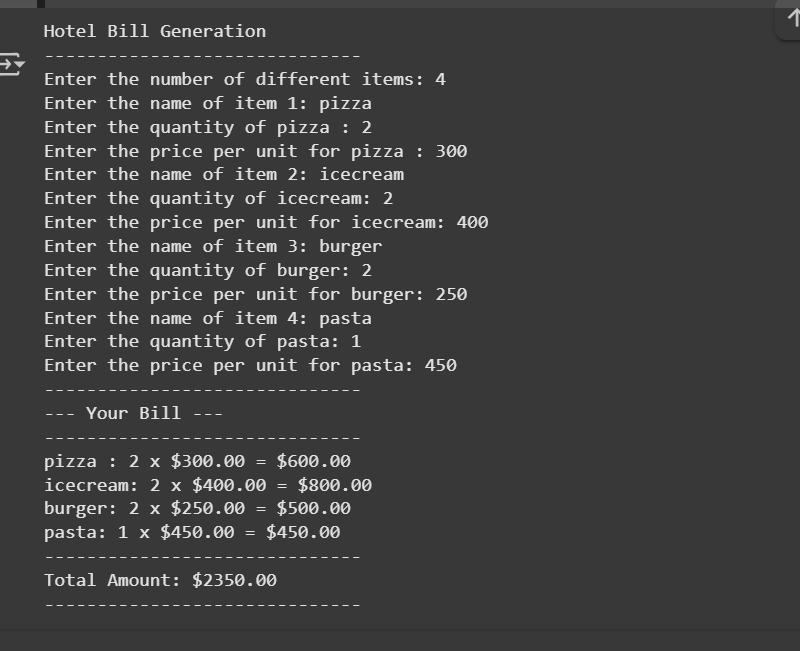 Hotel Bill Generation
------------------------------
Enter the number of different items: 4
Enter the name of item 1: pizza
Enter the quantity of pizza : 2
Enter the price per unit for pizza : 300
Enter the name of item 2: icecream
Enter the quantity of icecream: 2
Enter the price per unit for icecream: 400
Enter the name of item 3: burger
Enter the quantity of burger: 2
Enter the price per unit for burger: 250
Enter the name of item 4: pasta
Enter the quantity of pasta: 1
Enter the price per unit for pasta: 450
------------------------------
--- Your Bill ---
------------------------------
pizza : 2 x $300.00 = $600.00
icecream: 2 x $400.00 = $800.00
burger: 2 x $250.00 = $500.00
pasta: 1 x $450.00 = $450.00
------------------------------
Total Amount: $2350.00
------------------------------